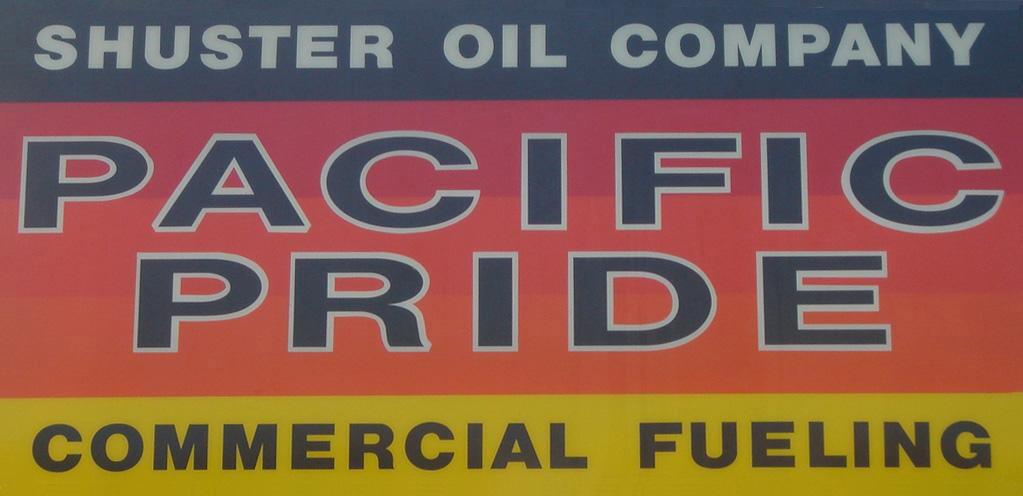 SHUSTER OIL COMPANY
PACIFIC
PRIDE
COMMERCIAL FUELING